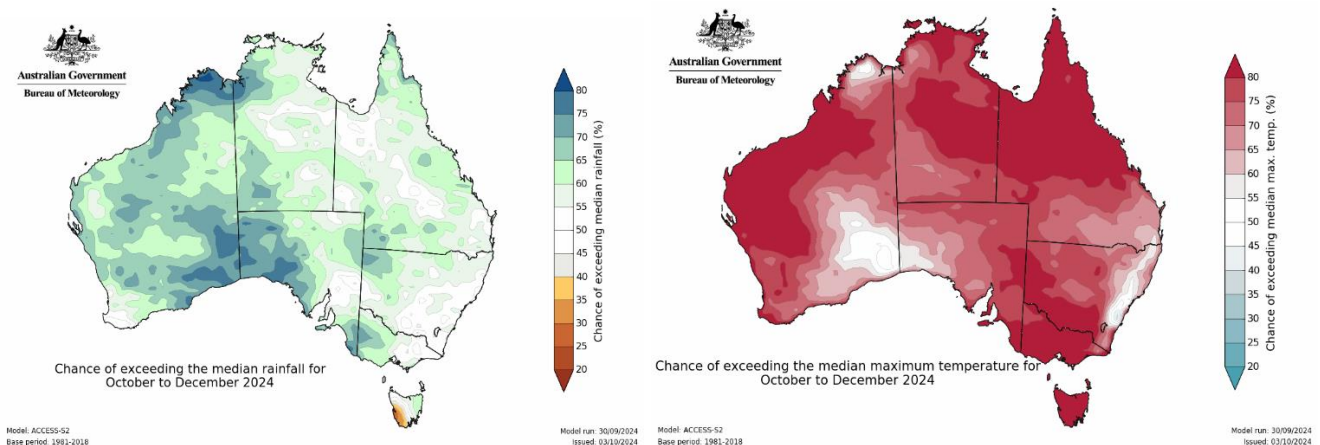 Australian Government
Bureau of Meteorology
80
75
70
65
60
55
50
45
40
35
30
25
20
Chance of exceeding median rainfall (%)
Chance of exceeding the median rainfall for
October to December 2024
Model: ACCESS-S2
Base period: 1981-2018
Model run: 30/09/2024
Issued: 03/10/2024
Australian Government
Bureau of Meteorology
80
75
70
65
60
55
50
45
40
35
30
25
20
Chance of exceeding median max. temp. (%)
Chance of exceeding the median maximum temperature for
October to December 2024
Model: ACCESS-S2
Base period: 1981-2018
Model run: 30/09/2024
Issued: 03/10/2024